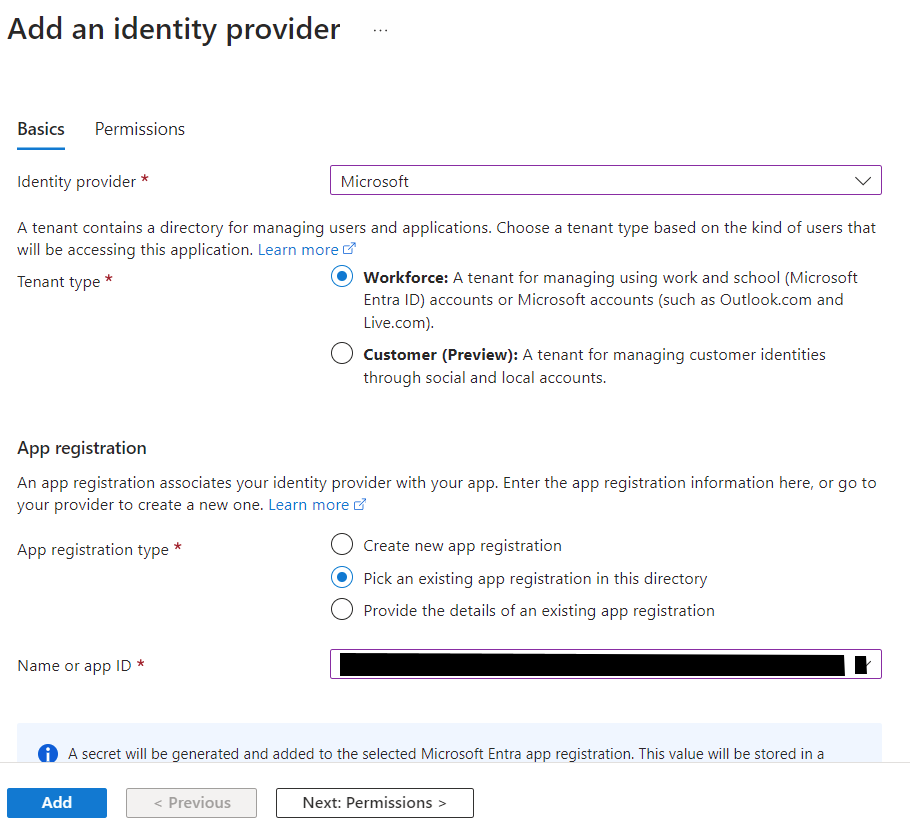 Add an identity provider ...
Basics Permissions
Identity provider * Microsoft
A tenant contains a directory for managing users and applications. Choose a tenant type based on the kind of users that
will be accessing this application. Learn more
Tenant type *
Workforce: A tenant for managing using work and school (Microsoft
Entra ID) accounts or Microsoft accounts (such as Outlook.com and
Live.com).
Customer (Preview): A tenant for managing customer identities
through social and local accounts.
App registration
An app registration associates your identity provider with your app. Enter the app registration information here, or go to
your provider to create a new one. Learn more
App registration type *
Create new app registration
Pick an existing app registration in this directory
Provide the details of an existing app registration
Name or app ID *
A secret will be generated and added to the selected Microsoft Entra app registration. This value will be stored in a
Add < Previous Next: Permissions >